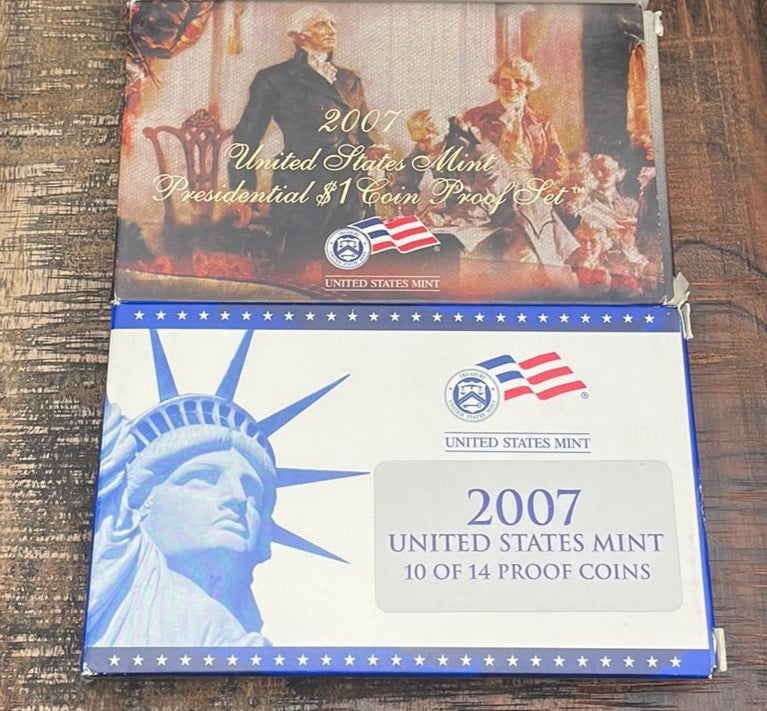 2007
United States Mint
Presidential $1 Coin Proof Set™
UNITED STATES MINT
®
UNITED STATES MINT
2007
UNITED STATES MINT
10 OF 14 PROOF COINS